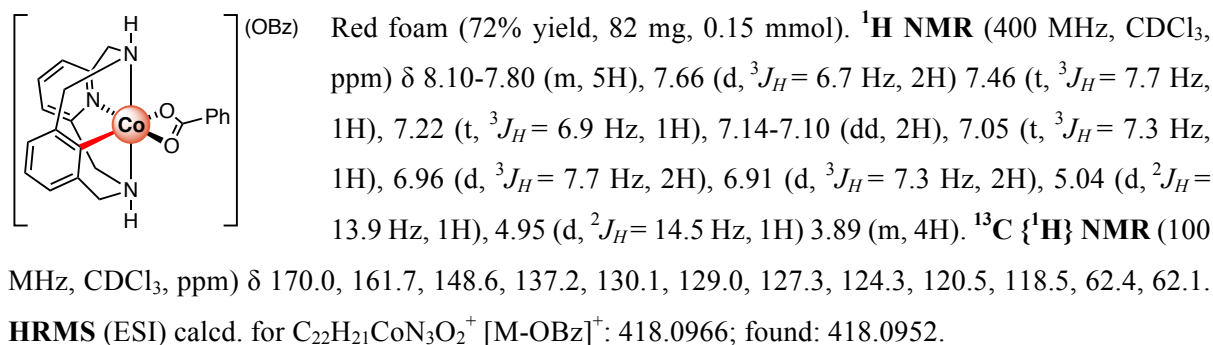 (OBz)
H
N
N
Co
O
O
Ph
N
H
Red foam (72% yield, 82 mg, 0.15 mmol). ¹H NMR (400 MHz, CDCl₃,
ppm) δ 8.10-7.80 (m, 5H), 7.66 (d, ³J_H = 6.7 Hz, 2H) 7.46 (t, ³J_H = 7.7 Hz,
1H), 7.22 (t, ³J_H = 6.9 Hz, 1H), 7.14-7.10 (dd, 2H), 7.05 (t, ³J_H = 7.3 Hz,
1H), 6.96 (d, ³J_H = 7.7 Hz, 2H), 6.91 (d, ³J_H = 7.3 Hz, 2H), 5.04 (d, ²J_H =
13.9 Hz, 1H), 4.95 (d, ²J_H = 14.5 Hz, 1H) 3.89 (m, 4H). ¹³C {¹H} NMR (100
MHz, CDCl₃, ppm) δ 170.0, 161.7, 148.6, 137.2, 130.1, 129.0, 127.3, 124.3, 120.5, 118.5, 62.4, 62.1.
HRMS (ESI) calcd. for C₂₂H₂₁CoN₃O₂⁺ [M-OBz]⁺: 418.0966; found: 418.0952.